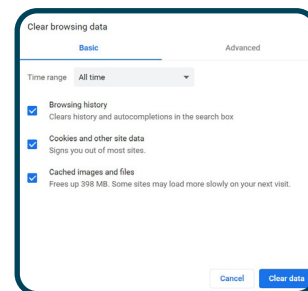 Clear browsing data
Basic Advanced
Time range All time
Browsing history
Clears history and autocompletions in the search box
Cookies and other site data
Signs you out of most sites.
Cached images and files
Frees up 398 MB. Some sites may load more slowly on your next visit.
Cancel Clear data